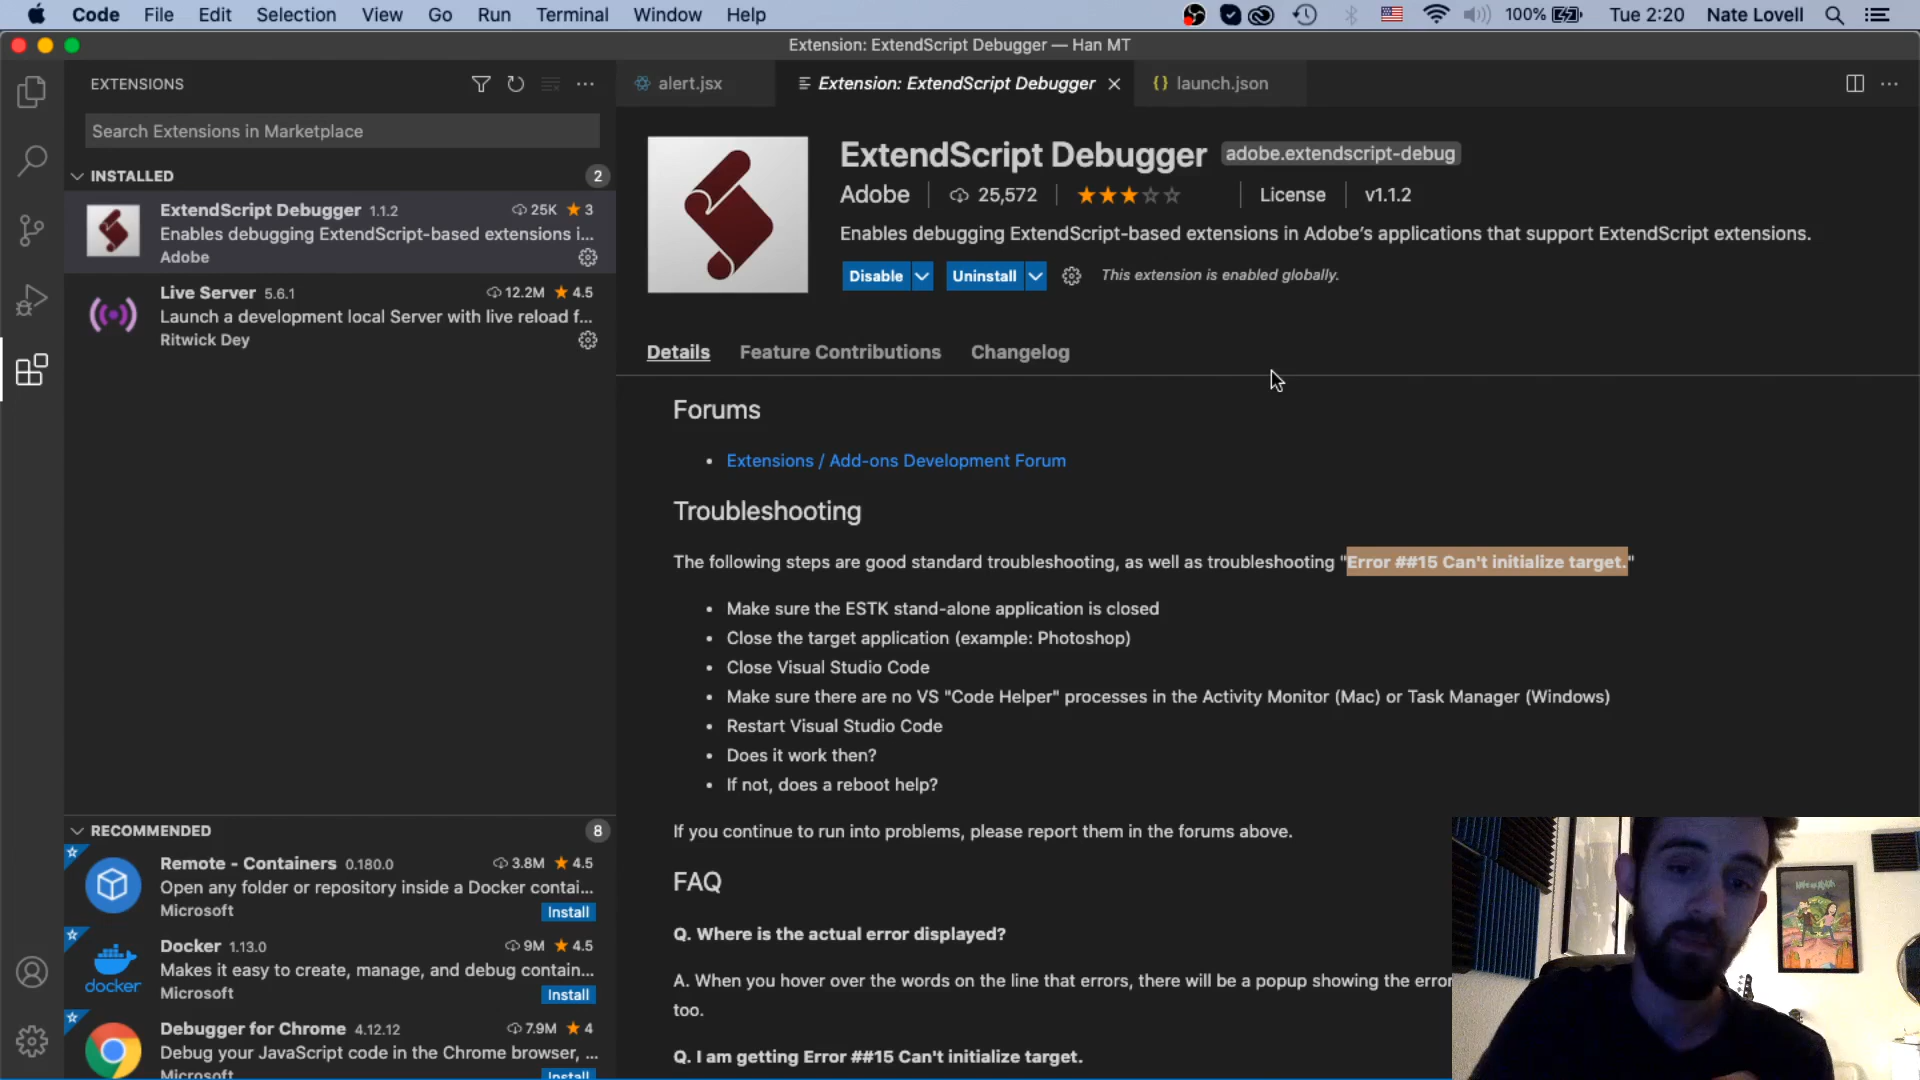 Code File Edit Selection View Go Run Terminal Window Help 100% Tue 2:20 Nate Lovell
Extension: ExtendScript Debugger — Han MT
EXTENSIONS
alert.jsx
Extension: ExtendScript Debugger
launch.json
Search Extensions in Marketplace
INSTALLED 2
ExtendScript Debugger 1.1.2 25K 3
Enables debugging ExtendScript-based extensions i...
Adobe
Live Server 5.6.1 12.2M 4.5
Launch a development local Server with live reload f...
Ritwick Dey
RECOMMENDED 8
Remote - Containers 0.180.0 3.8M 4.5
Open any folder or repository inside a Docker contai...
Microsoft Install
Docker 1.13.0 9M 4.5
Makes it easy to create, manage, and debug contain...
docker
Microsoft Install
Debugger for Chrome 4.12.12 7.9M 4
Debug your JavaScript code in the Chrome browser, ...
Microsoft Install
ExtendScript Debugger adobe.extendscript-debug
Adobe 25,572 License v1.1.2
Enables debugging ExtendScript-based extensions in Adobe's applications that support ExtendScript extensions.
Disable Uninstall This extension is enabled globally.
Details Feature Contributions Changelog
Forums
• Extensions / Add-ons Development Forum
Troubleshooting
The following steps are good standard troubleshooting, as well as troubleshooting "Error ##15 Can't initialize target."
• Make sure the ESTK stand-alone application is closed
• Close the target application (example: Photoshop)
• Close Visual Studio Code
• Make sure there are no VS "Code Helper" processes in the Activity Monitor (Mac) or Task Manager (Windows)
• Restart Visual Studio Code
• Does it work then?
• If not, does a reboot help?
If you continue to run into problems, please report them in the forums above.
FAQ
Q. Where is the actual error displayed?
A. When you hover over the words on the line that errors, there will be a popup showing the error
too.
Q. I am getting Error ##15 Can't initialize target.